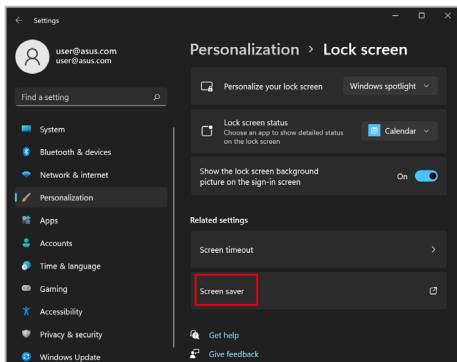 Settings
user@asus.com
user@asus.com
Find a setting
System
Bluetooth & devices
Network & internet
Personalization
Apps
Accounts
Time & language
Gaming
Accessibility
Privacy & security
Windows Update
Personalization > Lock screen
Personalize your lock screen
Windows spotlight
Lock screen status
Choose an app to show detailed status
on the lock screen
Calendar
Show the lock screen background
picture on the sign-in screen
On
Related settings
Screen timeout
Screen saver
Get help
Give feedback